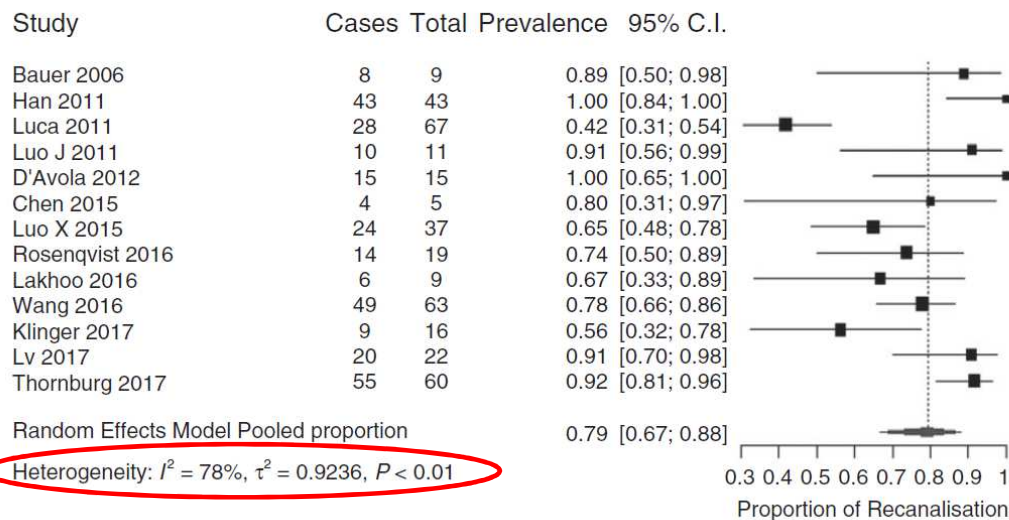 Study Cases Total Prevalence 95% C.I.
Bauer 2006 8 9 0.89 [0.50; 0.98]
Han 2011 43 43 1.00 [0.84; 1.00]
Luca 2011 28 67 0.42 [0.31; 0.54]
Luo J 2011 10 11 0.91 [0.56; 0.99]
D'Avola 2012 15 15 1.00 [0.65; 1.00]
Chen 2015 4 5 0.80 [0.31; 0.97]
Luo X 2015 24 37 0.65 [0.48; 0.78]
Rosenqvist 2016 14 19 0.74 [0.50; 0.89]
Lakhoo 2016 6 9 0.67 [0.33; 0.89]
Wang 2016 49 63 0.78 [0.66; 0.86]
Klinger 2017 9 16 0.56 [0.32; 0.78]
Lv 2017 20 22 0.91 [0.70; 0.98]
Thornburg 2017 55 60 0.92 [0.81; 0.96]
Random Effects Model Pooled proportion 0.79 [0.67; 0.88]
Heterogeneity: I² = 78%, τ² = 0.9236, P < 0.01
0.3 0.4 0.5 0.6 0.7 0.8 0.9 1
Proportion of Recanalisation